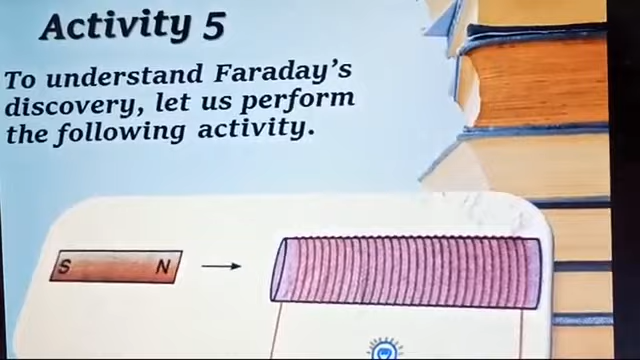 Activity 5
To understand Faraday's
discovery, let us perform
the following activity.
S N